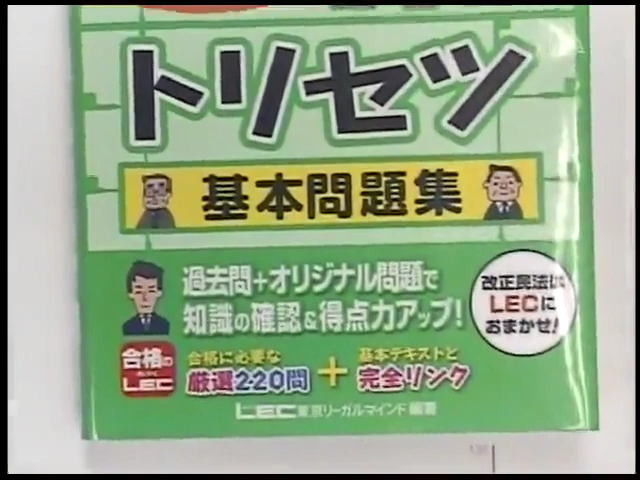 トリセツ
基本問題集
過去問+オリジナル問題で
知識の確認&得点力アップ!
改正民法は
LECに
おまかせ!
合格の
LEC
合格に必要な
厳選220問
+
基本テキストと
完全リンク
LEC東京リーガルマインド 編著